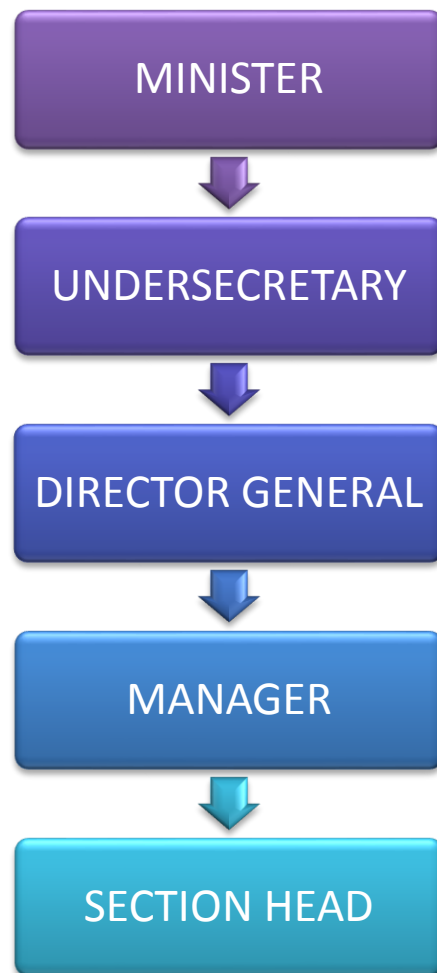 MINISTER
UNDERSECRETARY
DIRECTOR GENERAL
MANAGER
SECTION HEAD